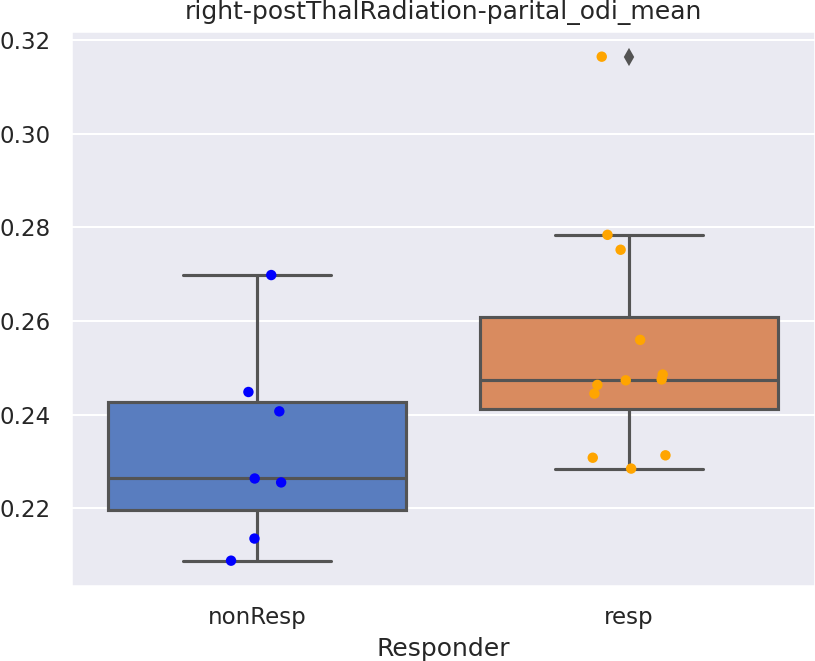 right-postThalRadiation-parital_odi_mean
0.32
0.30
0.28
0.26
0.24
0.22
nonResp
resp
Responder